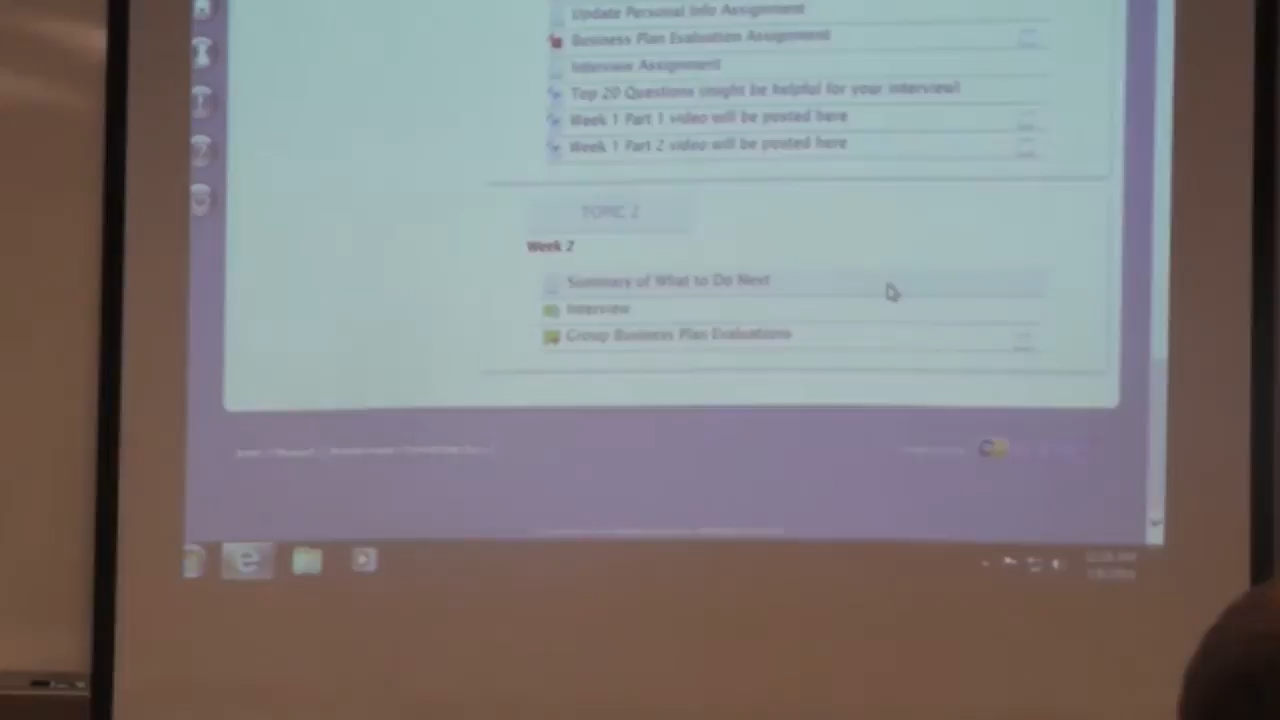 Update Personal Info Assignment
Business Plan Evaluation Assignment
Interview Assignment
Top 20 Questions (might be helpful for your interview)
Week 1 Part 1 video will be posted here
Week 1 Part 2 video will be posted here
TOPIC 2
Week 2
Summary of What to Do Next
Interview
Group Business Plan Evaluations